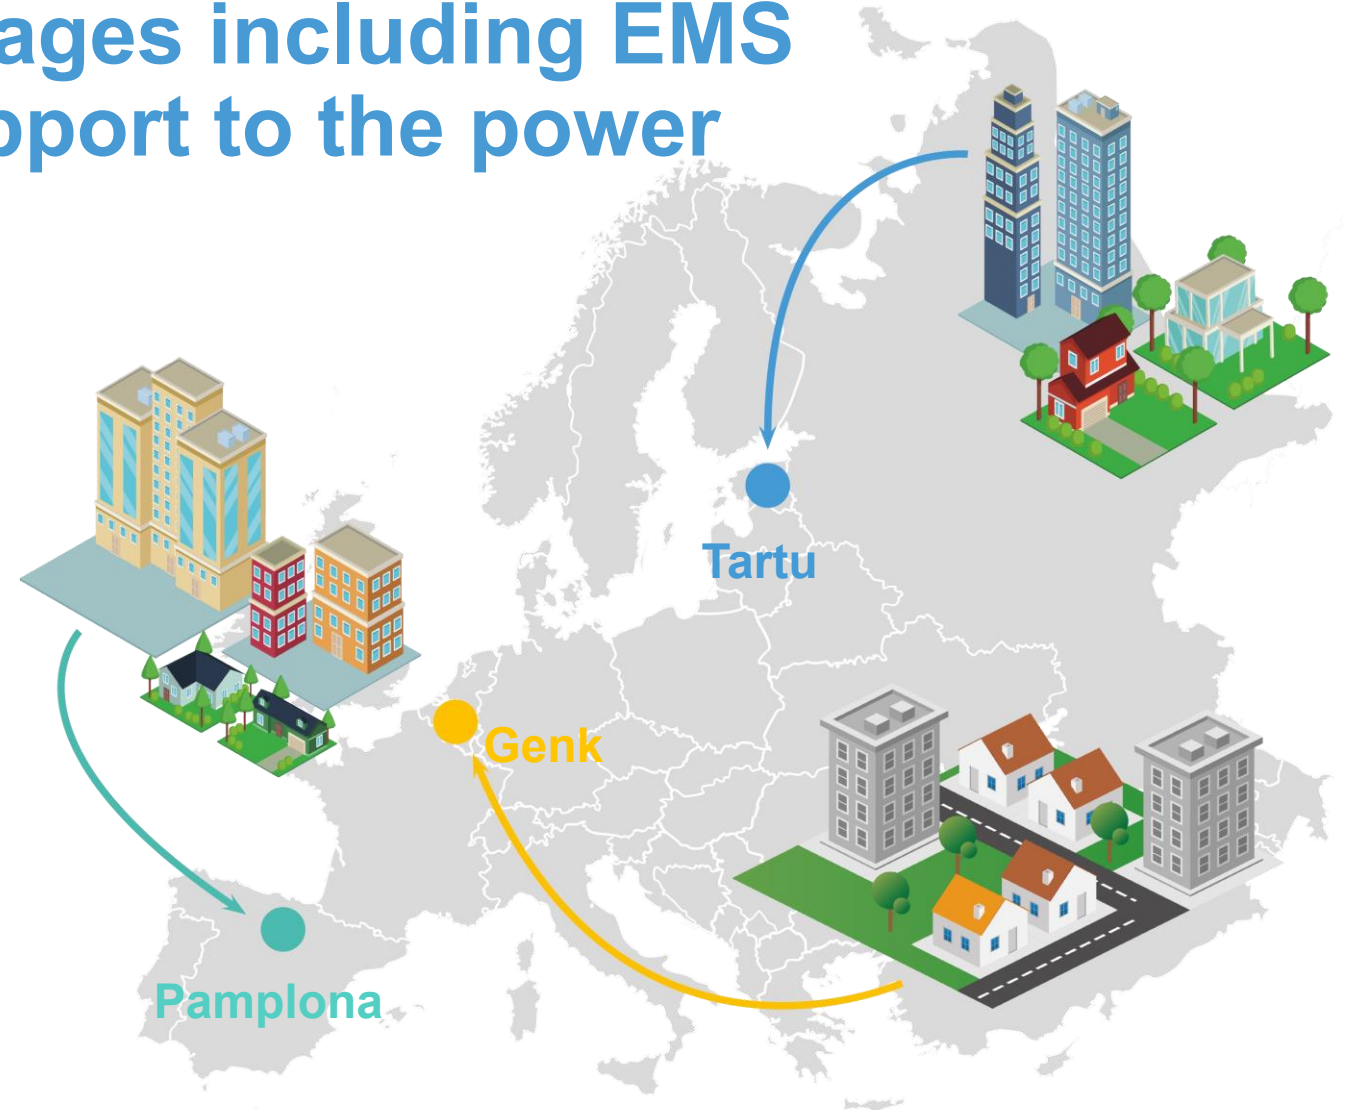 ages including EMS
pport to the power
Tartu
Genk
Pamplona